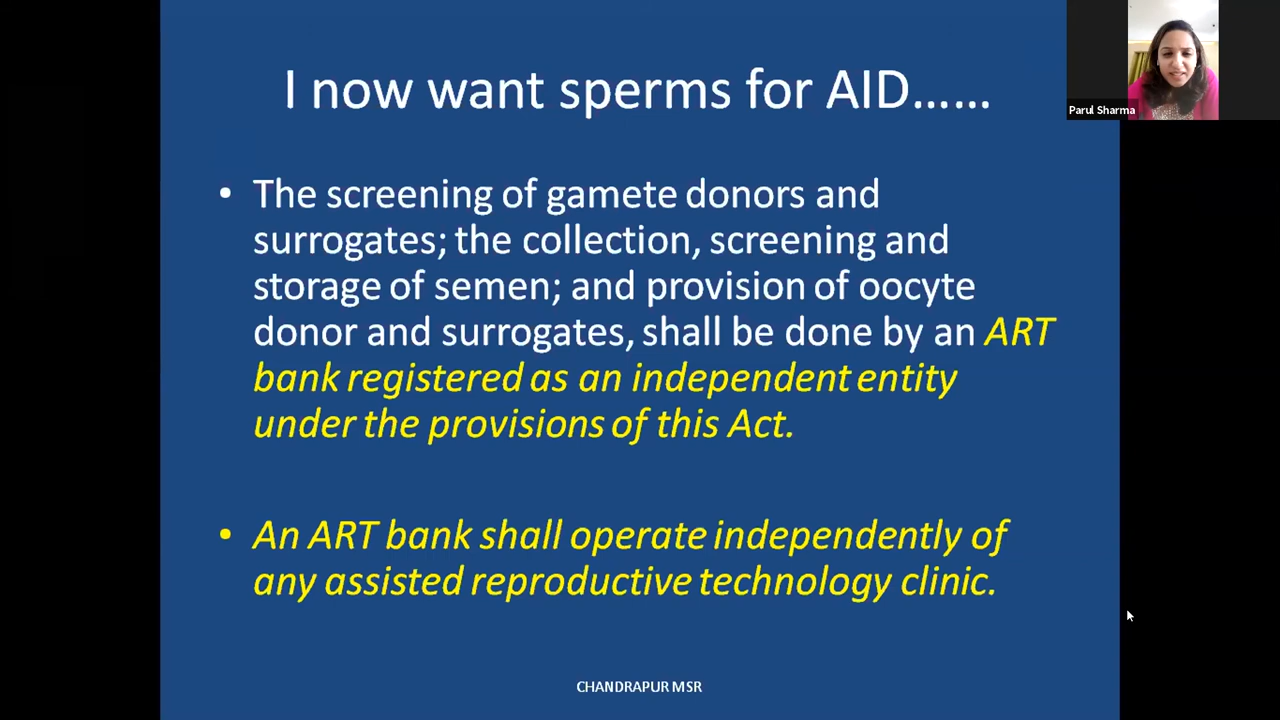 I now want sperms for AID......
Parul Sharma
• The screening of gamete donors and
surrogates; the collection, screening and
storage of semen; and provision of oocyte
donor and surrogates, shall be done by an ART
bank registered as an independent entity
under the provisions of this Act.
• An ART bank shall operate independently of
any assisted reproductive technology clinic.
CHANDRAPUR MSR